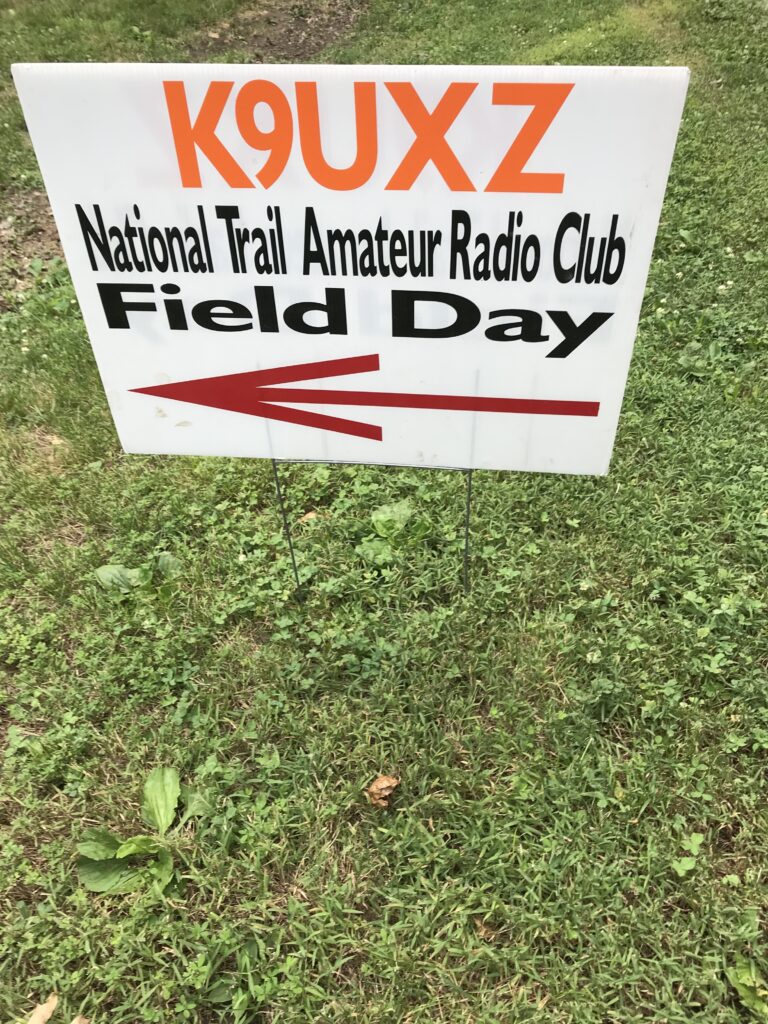 K9UXZ
National Trail Amateur Radio Club
Field Day